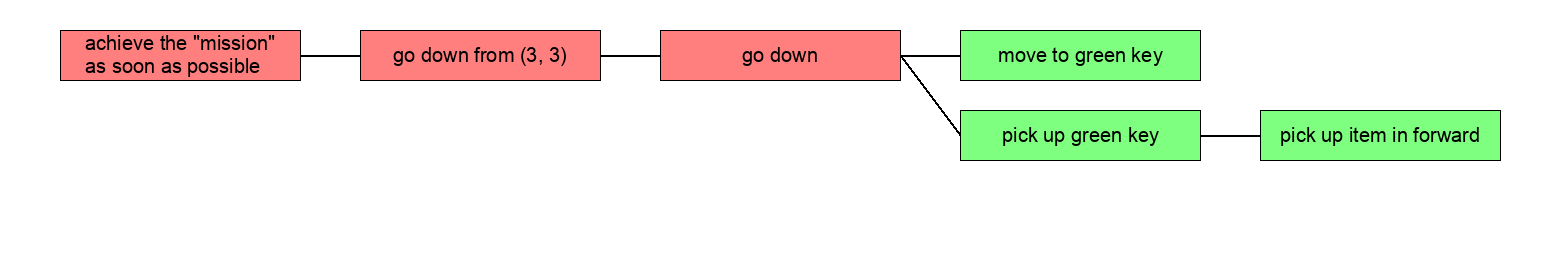 achieve the "mission"
as soon as possible
go down from (3, 3)
go down
move to green key
pick up green key
pick up item in forward